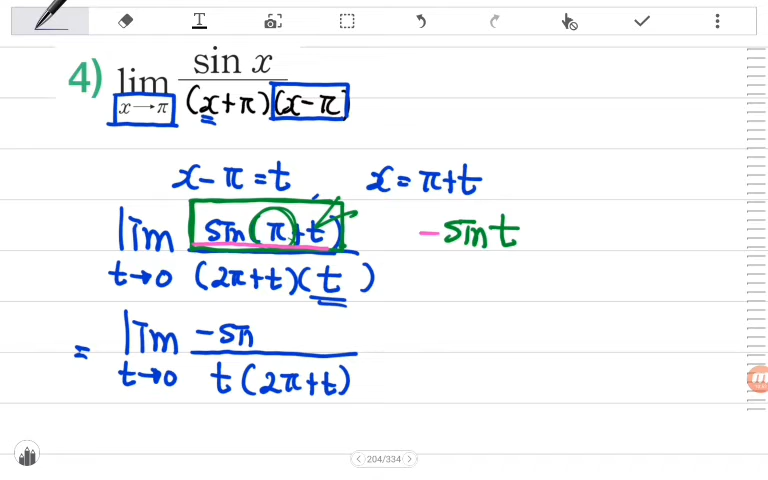 T
4) lim x→π sin x / (x+π)(x-π)
x-π=t x=π+t
lim t→0 sin(π+t) / (2π+t)(t) -sin t
= lim t→0 -sin / t(2π+t)
204/334